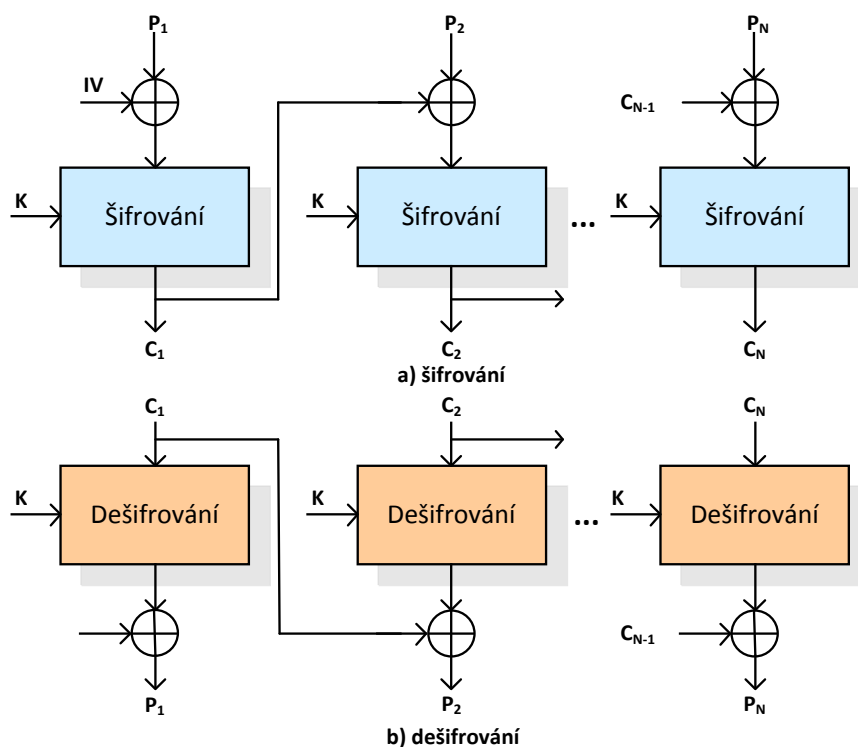 P1 P2 PN
IV CN-1
K Šifrování K Šifrování ... K Šifrování
C1 C2 CN
a) šifrování
C1 C2 CN
K Dešifrování K Dešifrování ... K Dešifrování
CN-1
P1 P2 PN
b) dešifrování